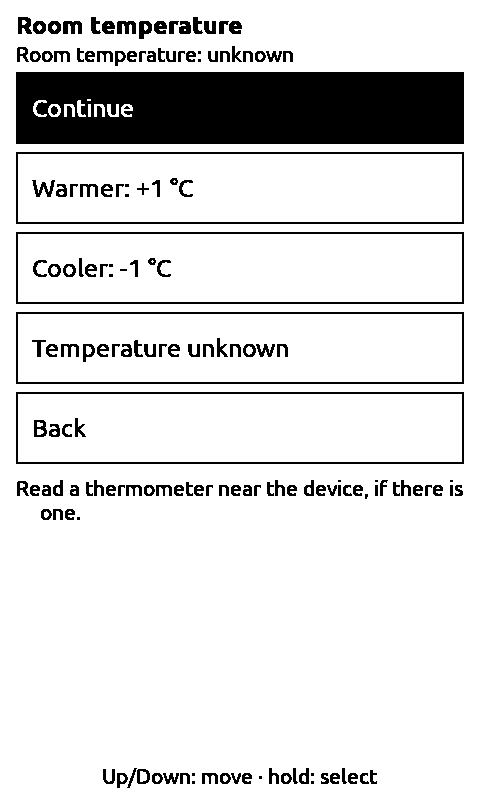 Room temperature
Room temperature: unknown
Continue
Warmer: +1 °C
Cooler: -1 °C
Temperature unknown
Back
Read a thermometer near the device, if there is
one.
Up/Down: move · hold: select